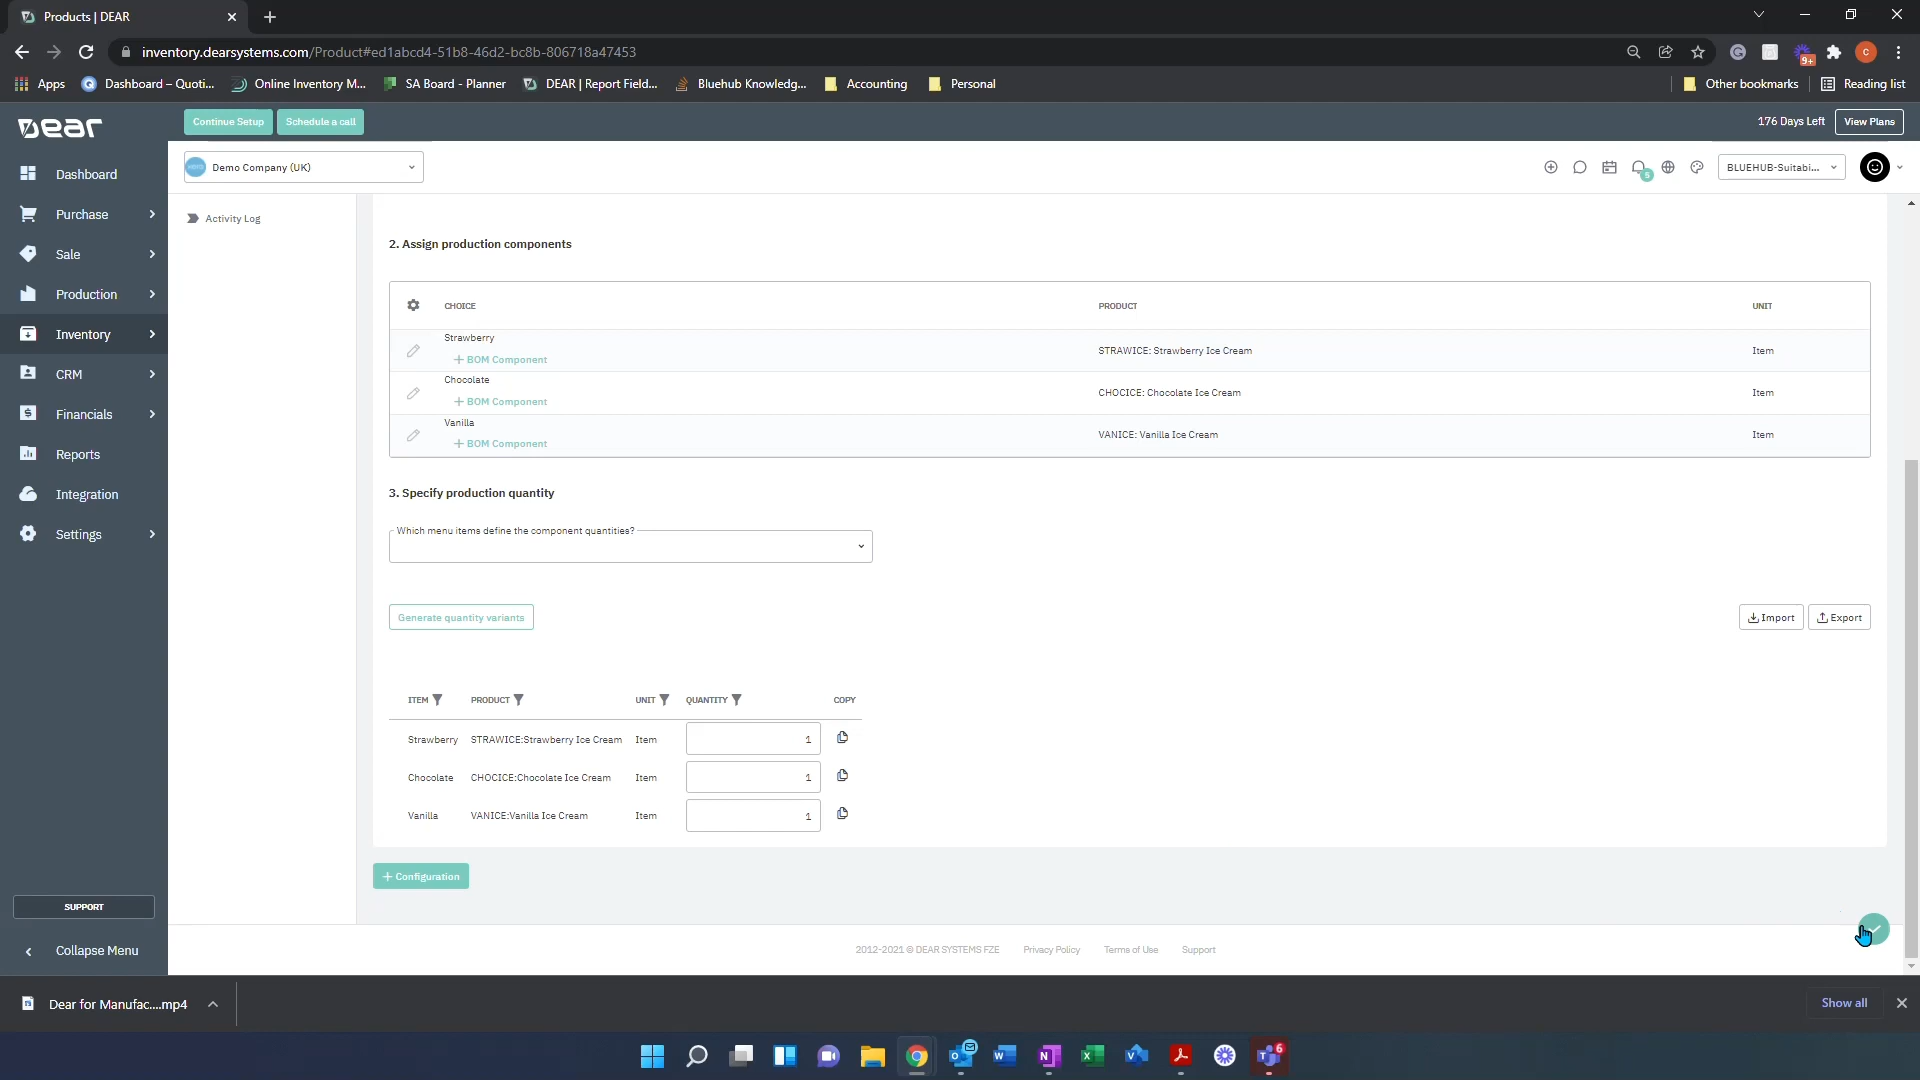 Products | DEAR
inventory.dearsystems.com/Product#ed1abcd4-51b8-46d2-bc8b-806718a47453
9+
C
Apps
Dashboard – Quoti...
Online Inventory M...
SA Board - Planner
DEAR | Report Field...
Bluehub Knowledg...
Accounting
Personal
Other bookmarks
Reading list
DEAR
Continue Setup
Schedule a call
176 Days Left
View Plans
Demo Company (UK)
5
BLUEHUB-Suitabi...
Dashboard
Purchase
Sale
Production
Inventory
CRM
Financials
Reports
Integration
Settings
SUPPORT
Collapse Menu
Activity Log
2. Assign production components
CHOICE PRODUCT UNIT
Strawberry
+ BOM Component
STRAWICE: Strawberry Ice Cream Item
Chocolate
+ BOM Component
CHOCICE: Chocolate Ice Cream Item
Vanilla
+ BOM Component
VANICE: Vanilla Ice Cream Item
3. Specify production quantity
Which menu items define the component quantities?
Generate quantity variants
Import
Export
ITEM PRODUCT UNIT QUANTITY COPY
Strawberry STRAWICE:Strawberry Ice Cream Item 1
Chocolate CHOCICE:Chocolate Ice Cream Item 1
Vanilla VANICE:Vanilla Ice Cream Item 1
+ Configuration
2012-2021 © DEAR SYSTEMS FZE Privacy Policy Terms of Use Support
Dear for Manufac....mp4
Show all
6